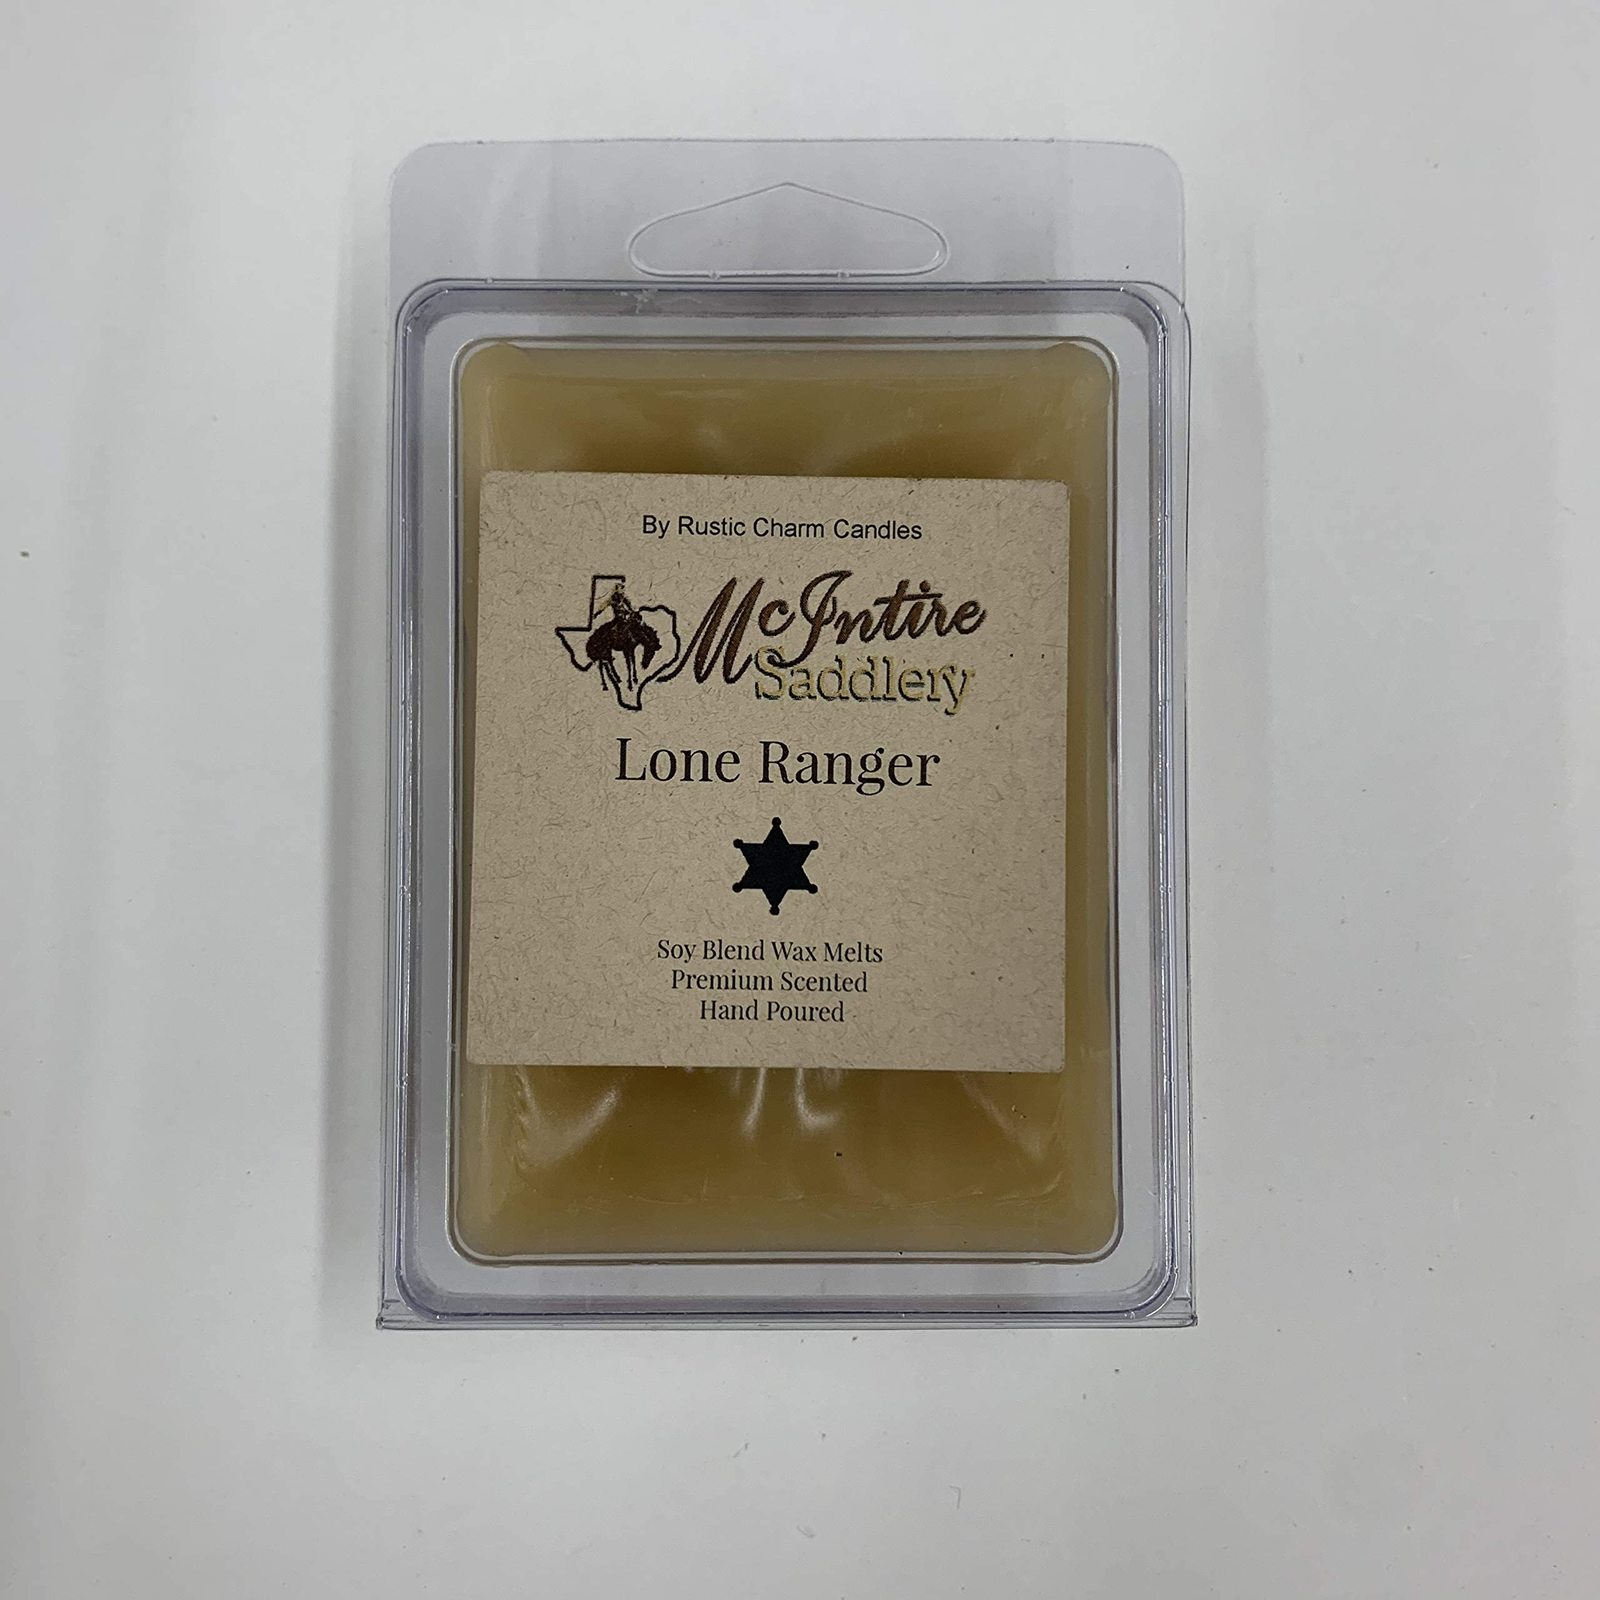 By Rustic Charm Candles
McIntire
Saddlery
Lone Ranger
Soy Blend Wax Melts
Premium Scented
Hand Poured